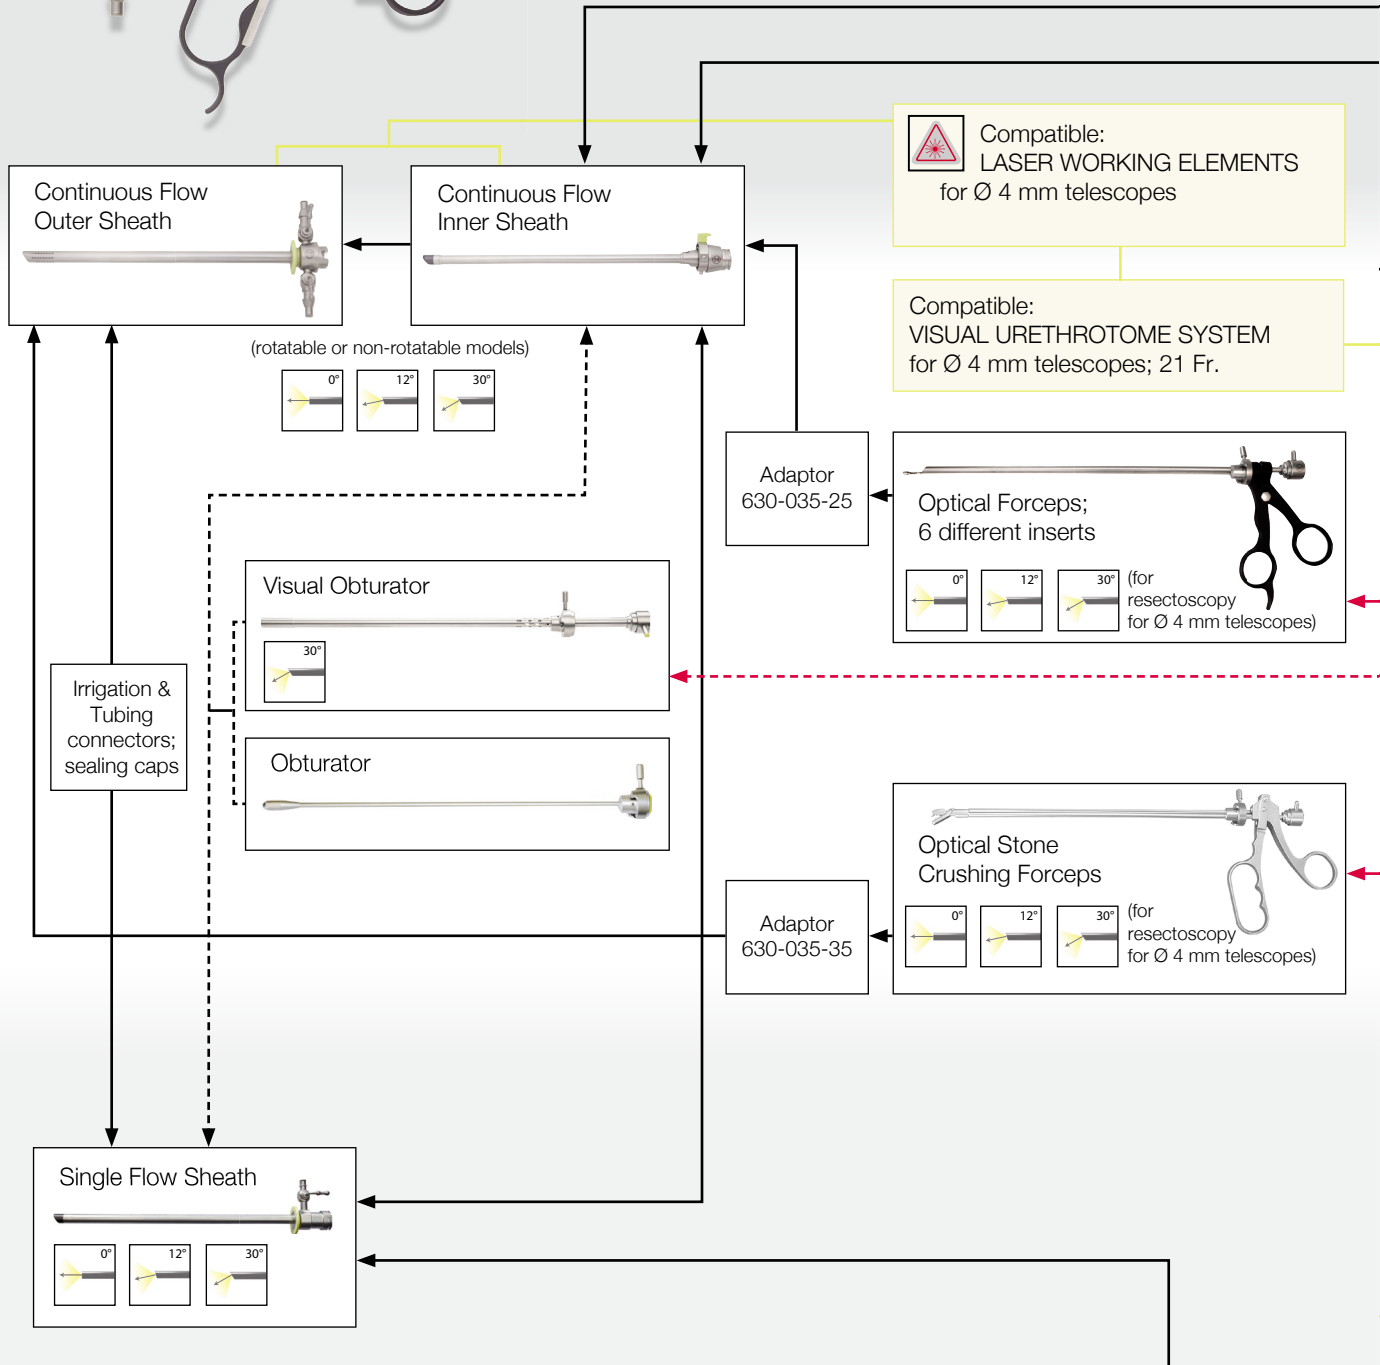 Compatible:
LASER WORKING ELEMENTS
for Ø 4 mm telescopes
Continuous Flow
Outer Sheath
Continuous Flow
Inner Sheath
Compatible:
VISUAL URETHROTOME SYSTEM
for Ø 4 mm telescopes; 21 Fr.
(rotatable or non-rotatable models)
0° 12° 30°
Adaptor
630-035-25
Optical Forceps;
6 different inserts
0° 12° 30° (for
resectoscopy
for Ø 4 mm telescopes)
Visual Obturator
30°
Irrigation &
Tubing
connectors;
sealing caps
Obturator
Optical Stone
Crushing Forceps
0° 12° 30° (for
resectoscopy
for Ø 4 mm telescopes)
Adaptor
630-035-35
Single Flow Sheath
0° 12° 30°